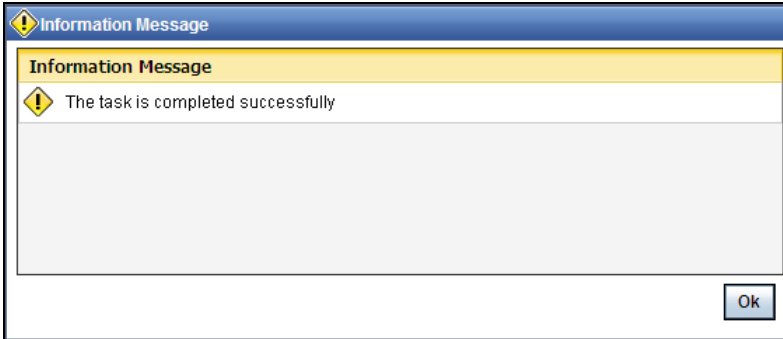 Information Message
Information Message
The task is completed successfully
Ok